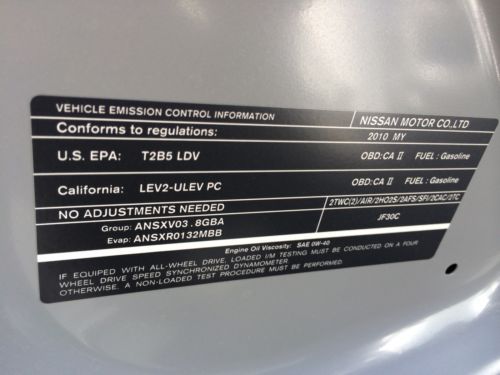 VEHICLE EMISSION CONTROL INFORMATION NISSAN MOTOR CO.,LTD
Conforms to regulations: 2010 MY
U.S. EPA: T2B5 LDV OBD:CA II FUEL : Gasoline
California: LEV2-ULEV PC OBD:CA II FUEL : Gasoline
NO ADJUSTMENTS NEEDED 2TWC(2)/AIR/2HO2S/2AFS/SFI/2CAC/2TC
Group: ANSXV03.8GBA JF30C
Evap: ANSXR0132MBB
Engine Oil Viscosity: SAE 0W-40
IF EQUIPPED WITH ALL-WHEEL DRIVE, LOADED I/M TESTING MUST BE CONDUCTED ON A 4
WHEEL DRIVE SPEED SYNCHRONIZED DYNAMOMETER
OTHERWISE, A NON-LOADED TEST PROCEDURE MUST BE PERFORMED.